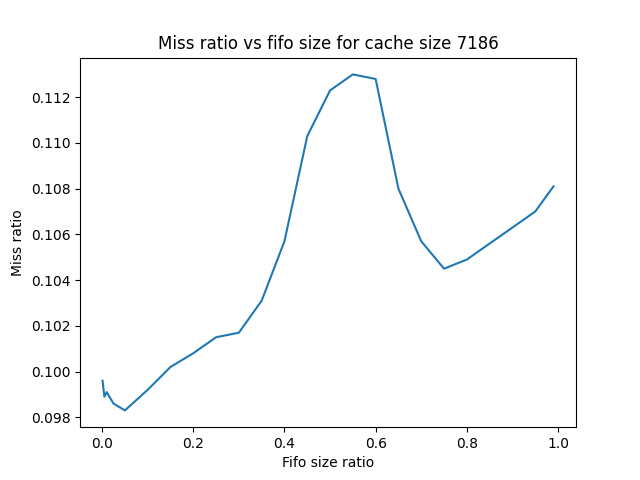 Miss ratio vs fifo size for cache size 7186
0.112
0.110
0.108
0.106
0.104
0.102
0.100
0.098
Miss ratio
0.0 0.2 0.4 0.6 0.8 1.0
Fifo size ratio